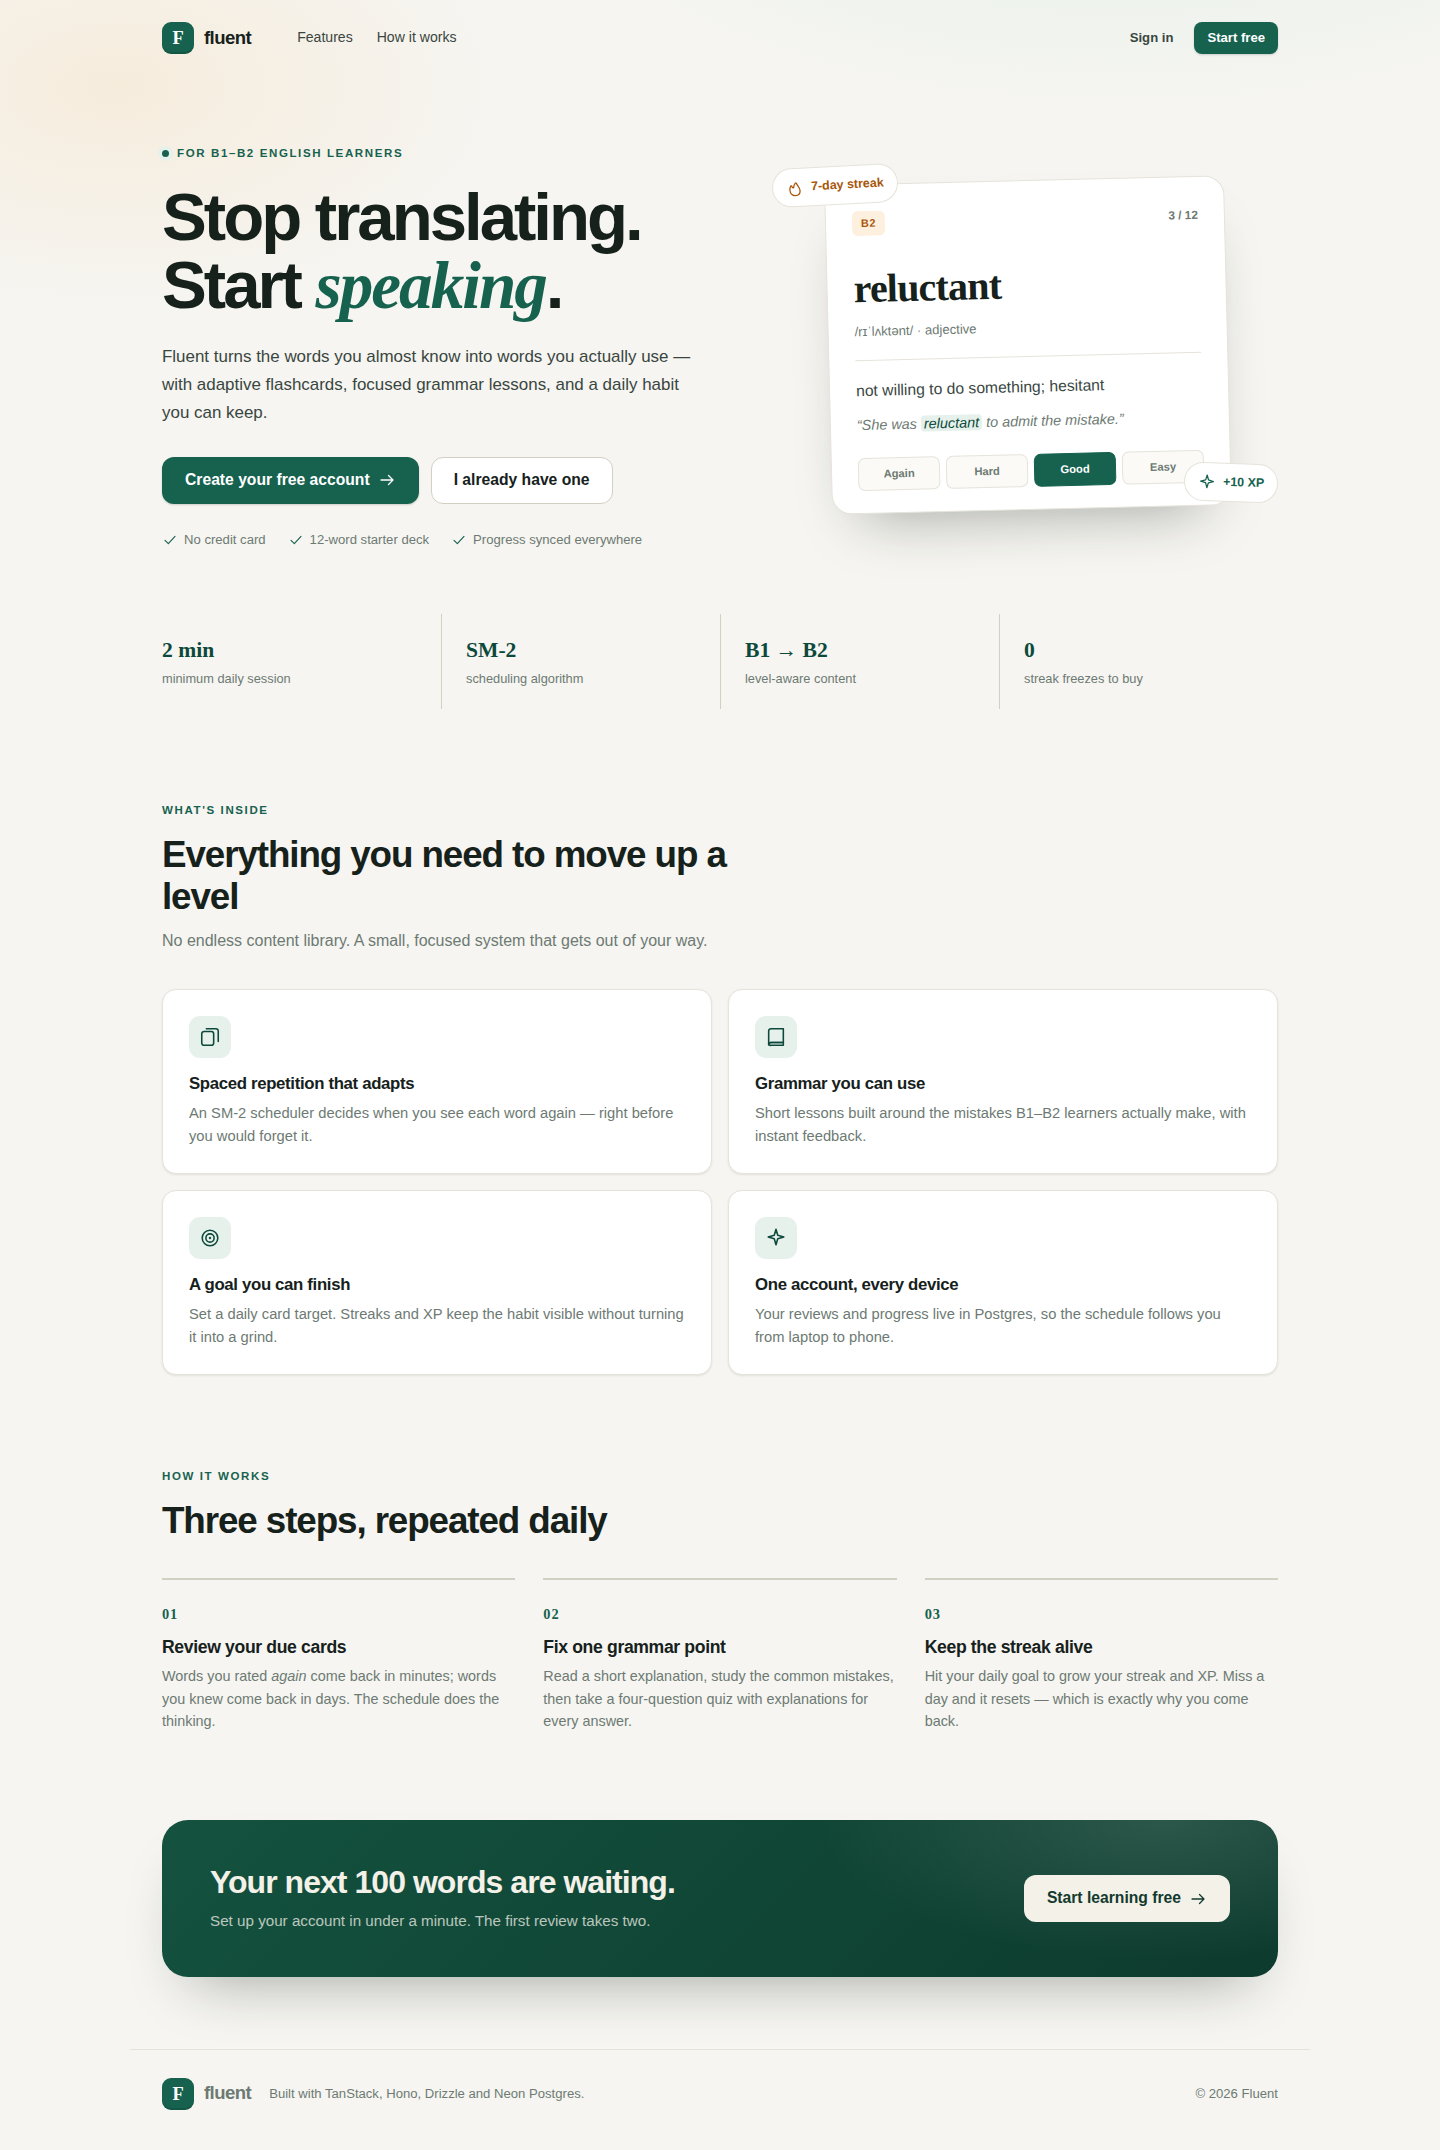 F fluent Features How it works Sign in Start free
FOR B1–B2 ENGLISH LEARNERS
Stop translating.
Start speaking.
Fluent turns the words you almost know into words you actually use —
with adaptive flashcards, focused grammar lessons, and a daily habit
you can keep.
Create your free account → I already have one
No credit card 12-word starter deck Progress synced everywhere
7-day streak
B2 3 / 12
reluctant
/rɪˈlʌktənt/ · adjective
not willing to do something; hesitant
“She was reluctant to admit the mistake.”
Again Hard Good Easy
+10 XP
2 min SM-2 B1 → B2 0
minimum daily session scheduling algorithm level-aware content streak freezes to buy
WHAT'S INSIDE
Everything you need to move up a
level
No endless content library. A small, focused system that gets out of your way.
Spaced repetition that adapts
An SM-2 scheduler decides when you see each word again — right before
you would forget it.
Grammar you can use
Short lessons built around the mistakes B1–B2 learners actually make, with
instant feedback.
A goal you can finish
Set a daily card target. Streaks and XP keep the habit visible without turning
it into a grind.
One account, every device
Your reviews and progress live in Postgres, so the schedule follows you
from laptop to phone.
HOW IT WORKS
Three steps, repeated daily
01
Review your due cards
Words you rated again come back in minutes; words
you knew come back in days. The schedule does the
thinking.
02
Fix one grammar point
Read a short explanation, study the common mistakes,
then take a four-question quiz with explanations for
every answer.
03
Keep the streak alive
Hit your daily goal to grow your streak and XP. Miss a
day and it resets — which is exactly why you come
back.
Your next 100 words are waiting.
Set up your account in under a minute. The first review takes two.
Start learning free →
F fluent Built with TanStack, Hono, Drizzle and Neon Postgres. © 2026 Fluent